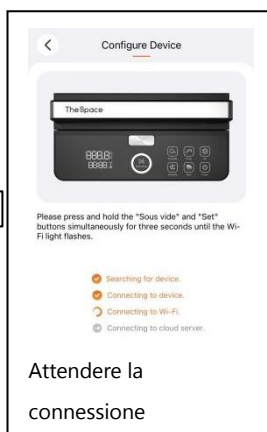 Configure Device
TheSpace
888.8
88:88
Please press and hold the "Sous vide" and "Set"
buttons simultaneously for three seconds until the Wi-
Fi light flashes.
Searching for device.
Connecting to device.
Connecting to Wi-Fi.
Connecting to cloud server.
Attendere la
connessione